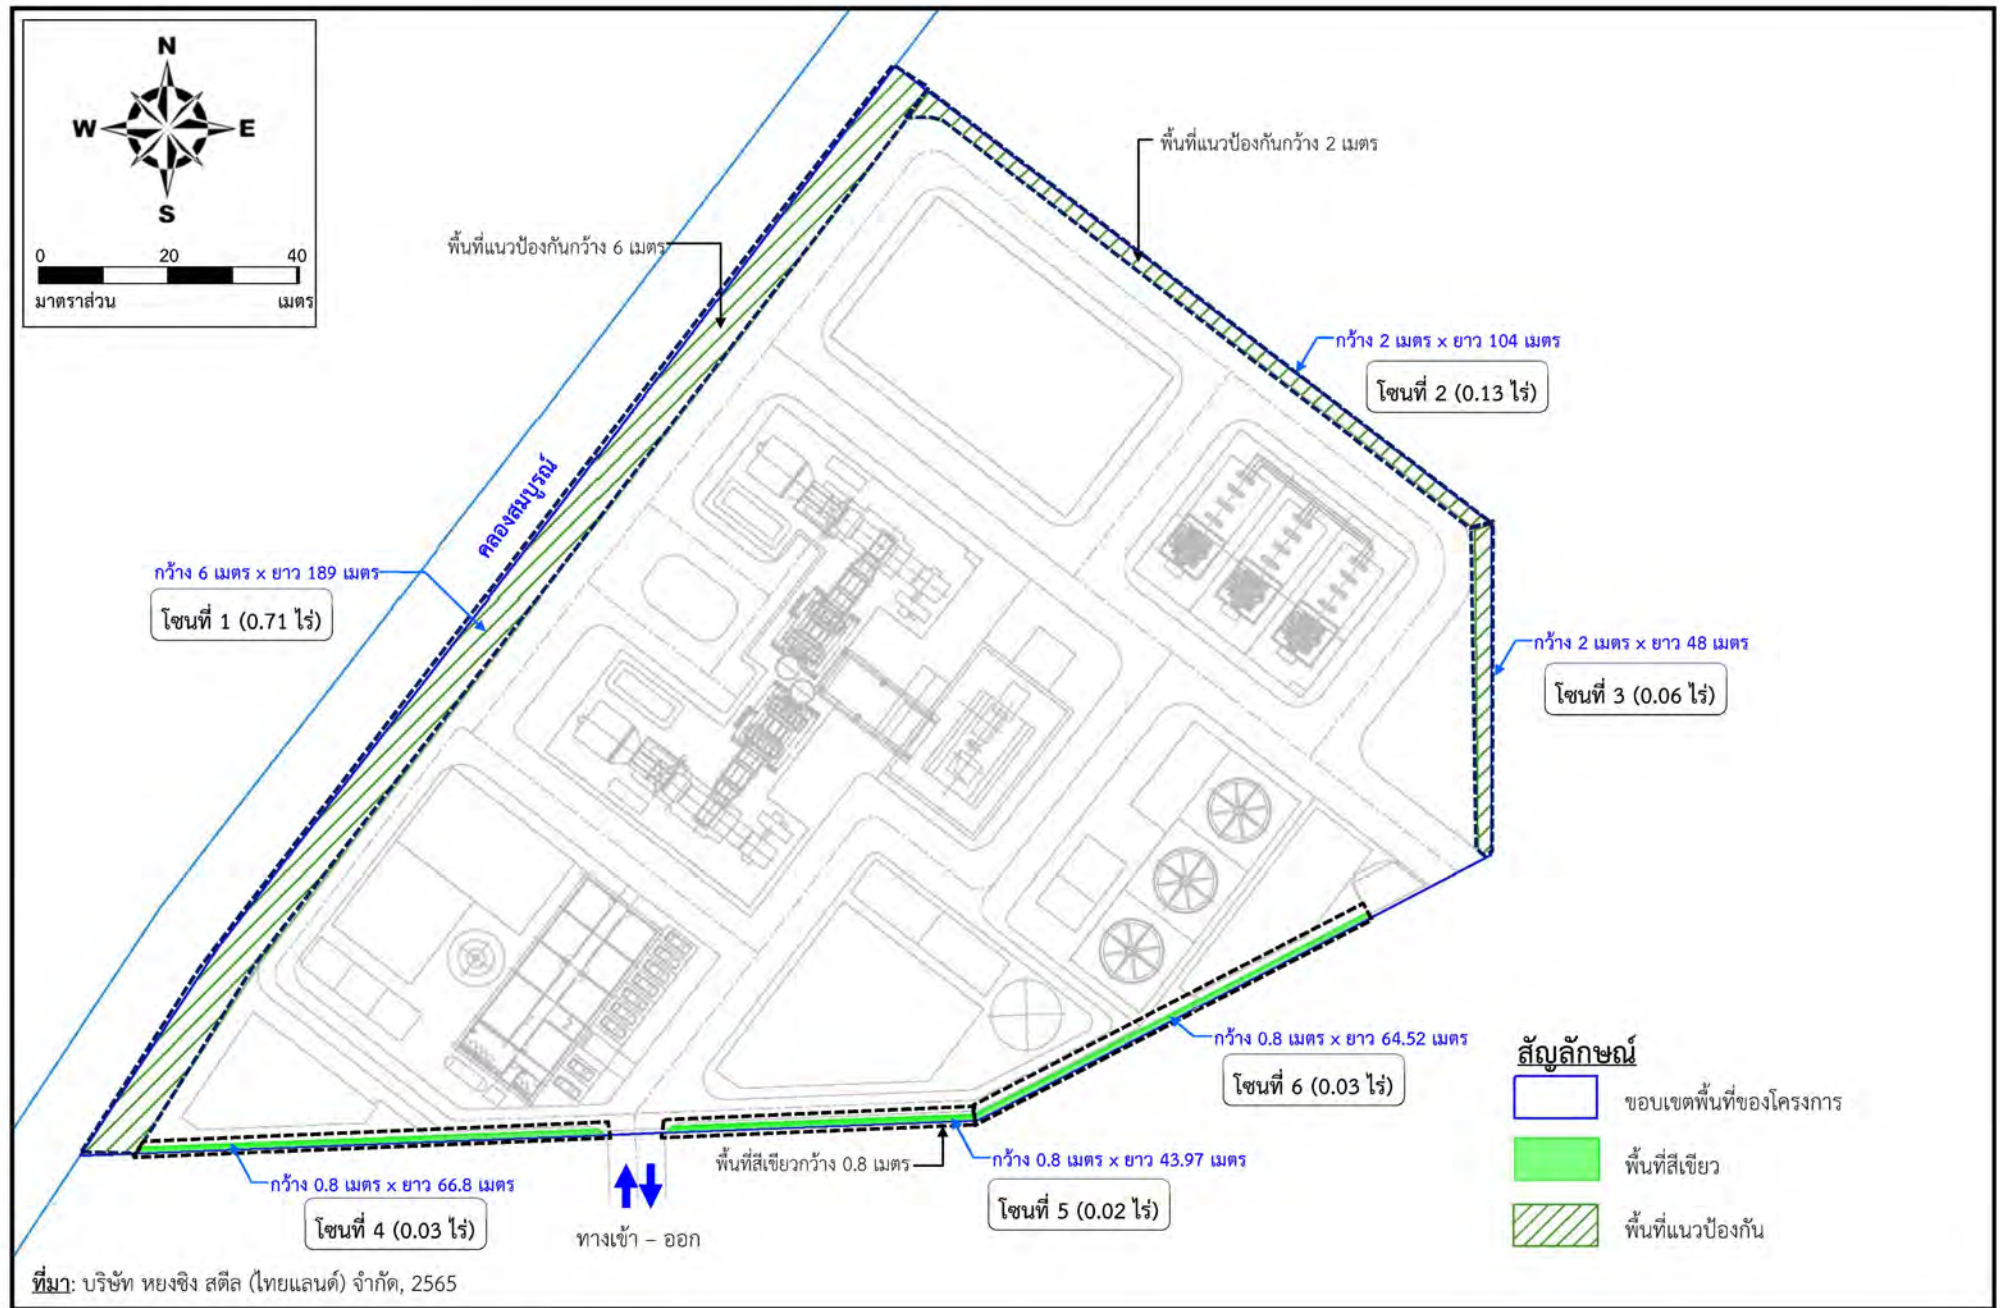 N
W E
S
0 20 40
มาตราส่วน เมตร
พื้นที่แนวป้องกันกว้าง 2 เมตร
พื้นที่แนวป้องกันกว้าง 6 เมตร
กว้าง 2 เมตร x ยาว 104 เมตร
โซนที่ 2 (0.13 ไร่)
คลองสมบูรณ์
กว้าง 6 เมตร x ยาว 189 เมตร
โซนที่ 1 (0.71 ไร่)
กว้าง 2 เมตร x ยาว 48 เมตร
โซนที่ 3 (0.06 ไร่)
กว้าง 0.8 เมตร x ยาว 64.52 เมตร
โซนที่ 6 (0.03 ไร่)
พื้นที่สีเขียวกว้าง 0.8 เมตร
กว้าง 0.8 เมตร x ยาว 43.97 เมตร
โซนที่ 5 (0.02 ไร่)
กว้าง 0.8 เมตร x ยาว 66.8 เมตร
โซนที่ 4 (0.03 ไร่)
ทางเข้า – ออก
สัญลักษณ์
ขอบเขตพื้นที่ของโครงการ
พื้นที่สีเขียว
พื้นที่แนวป้องกัน
ที่มา: บริษัท หยงซิง สตีล (ไทยแลนด์) จำกัด, 2565